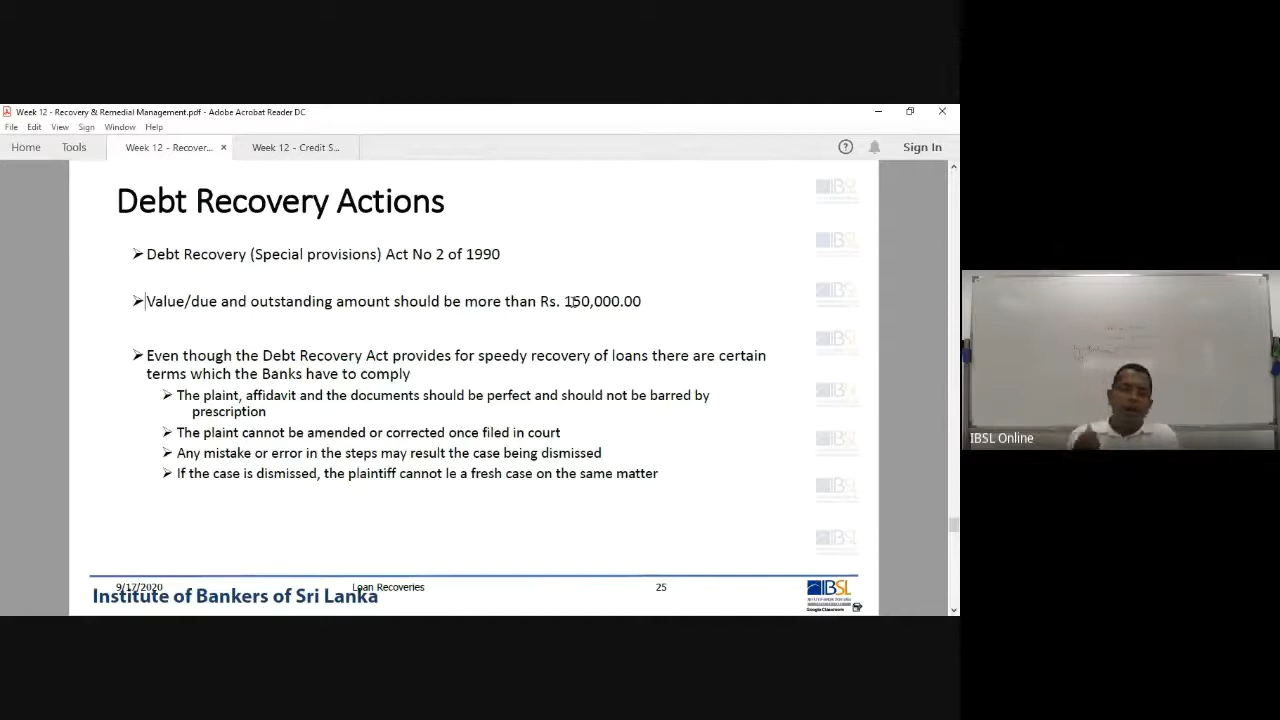 Week 12 - Recovery & Remedial Management.pdf - Adobe Acrobat Reader DC
File Edit View Sign Window Help
Home Tools Week 12 - Recover... × Week 12 - Credit S... Sign In
Debt Recovery Actions
Debt Recovery (Special provisions) Act No 2 of 1990
Value/due and outstanding amount should be more than Rs. 150,000.00
Even though the Debt Recovery Act provides for speedy recovery of loans there are certain
terms which the Banks have to comply
The plaint, affidavit and the documents should be perfect and should not be barred by
prescription
The plaint cannot be amended or corrected once filed in court
Any mistake or error in the steps may result the case being dismissed
If the case is dismissed, the plaintiff cannot le a fresh case on the same matter
9/17/2020 Loan Recoveries 25
Institute of Bankers of Sri Lanka
IBSL
Google Classroom
IBSL Online